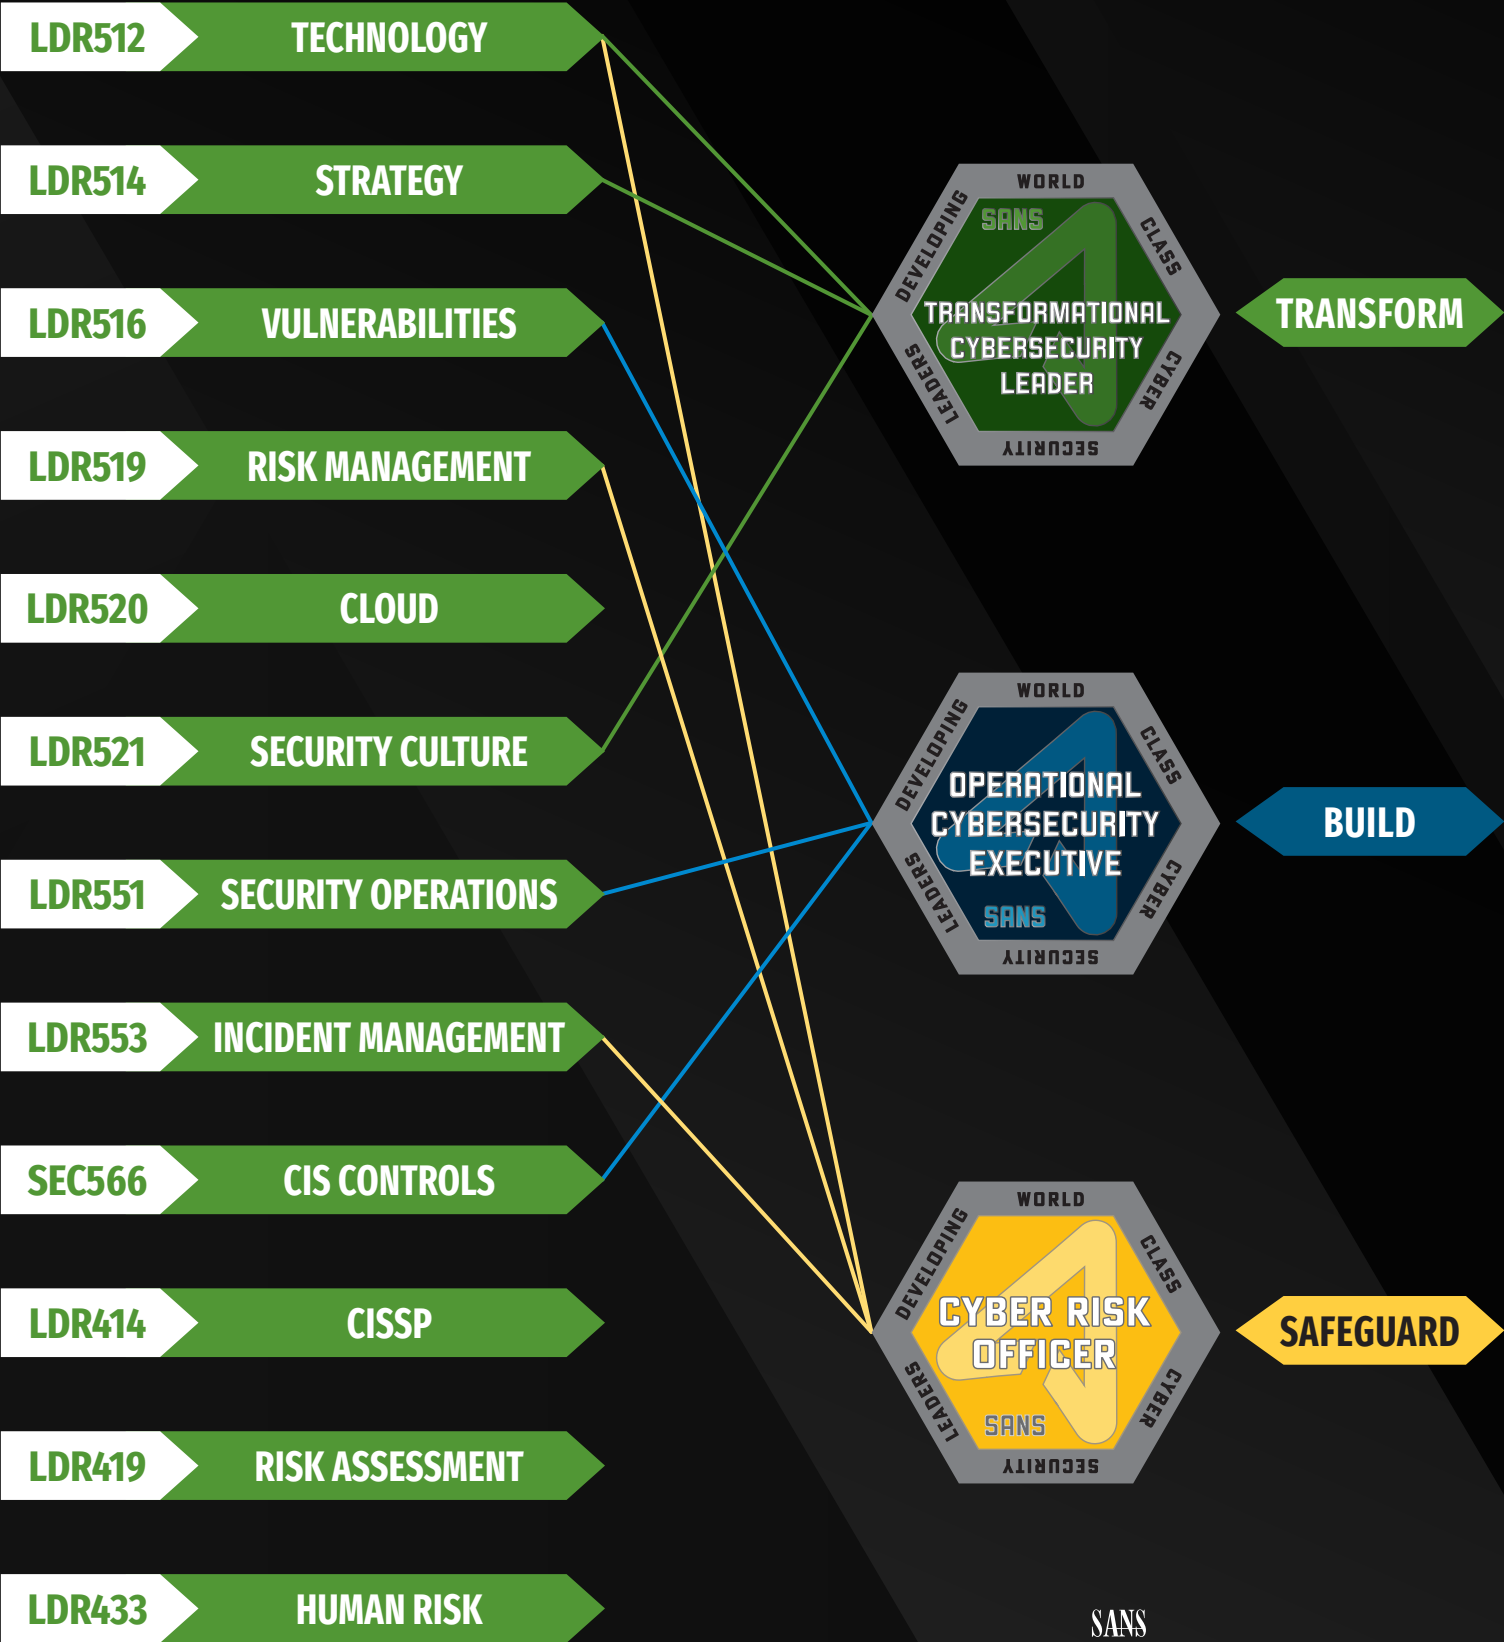 LDR512 TECHNOLOGY
LDR514 STRATEGY
LDR516 VULNERABILITIES
LDR519 RISK MANAGEMENT
LDR520 CLOUD
LDR521 SECURITY CULTURE
LDR551 SECURITY OPERATIONS
LDR553 INCIDENT MANAGEMENT
SEC566 CIS CONTROLS
LDR414 CISSP
LDR419 RISK ASSESSMENT
LDR433 HUMAN RISK
DEVELOPING WORLD CLASS CYBER SECURITY LEADERS
SANS
TRANSFORMATIONAL
CYBERSECURITY
LEADER
TRANSFORM
DEVELOPING WORLD CLASS CYBER SECURITY LEADERS
OPERATIONAL
CYBERSECURITY
EXECUTIVE
SANS
BUILD
DEVELOPING WORLD CLASS CYBER SECURITY LEADERS
CYBER RISK
OFFICER
SANS
SAFEGUARD
SANS